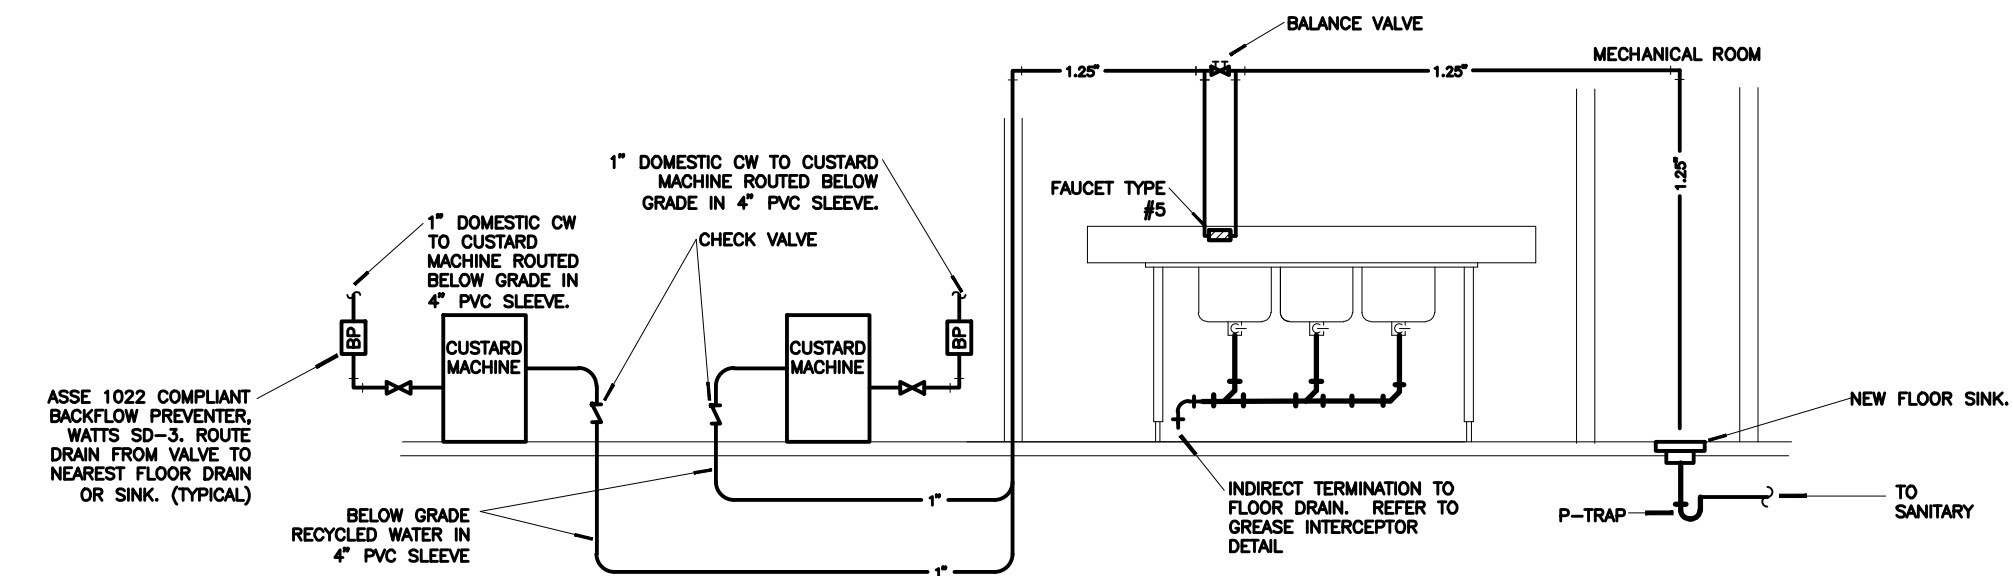 BALANCE VALVE
MECHANICAL ROOM
1.25"
1.25"
1.25"
1" DOMESTIC CW TO CUSTARD
MACHINE ROUTED BELOW
GRADE IN 4" PVC SLEEVE.
FAUCET TYPE
#5
1" DOMESTIC CW
TO CUSTARD
MACHINE ROUTED
BELOW GRADE IN
4" PVC SLEEVE.
CHECK VALVE
BP
BP
CUSTARD
MACHINE
CUSTARD
MACHINE
ASSE 1022 COMPLIANT
BACKFLOW PREVENTER,
WATTS SD-3. ROUTE
DRAIN FROM VALVE TO
NEAREST FLOOR DRAIN
OR SINK. (TYPICAL)
NEW FLOOR SINK.
BELOW GRADE
RECYCLED WATER IN
4" PVC SLEEVE
1"
1"
INDIRECT TERMINATION TO
FLOOR DRAIN. REFER TO
GREASE INTERCEPTOR
DETAIL
P-TRAP
TO
SANITARY